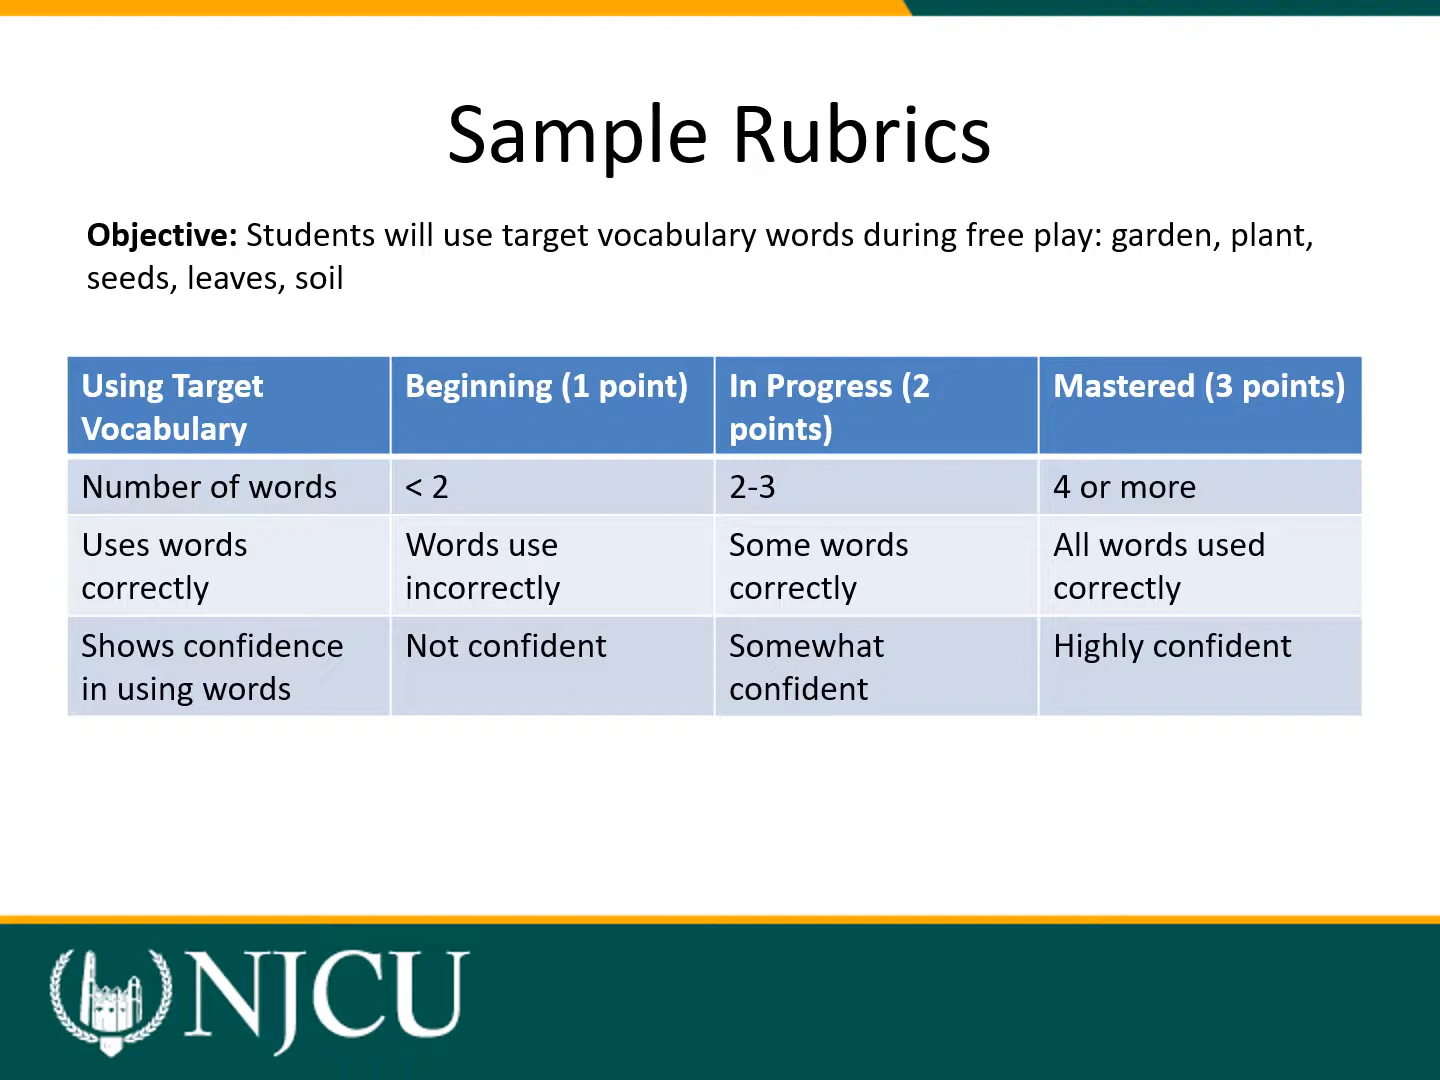 Sample Rubrics
Objective: Students will use target vocabulary words during free play: garden, plant,
seeds, leaves, soil
Using Target
Vocabulary
Beginning (1 point)
In Progress (2
points)
Mastered (3 points)
Number of words
< 2
2-3
4 or more
Uses words
correctly
Words use
incorrectly
Some words
correctly
All words used
correctly
Shows confidence
in using words
Not confident
Somewhat
confident
Highly confident
NJCU